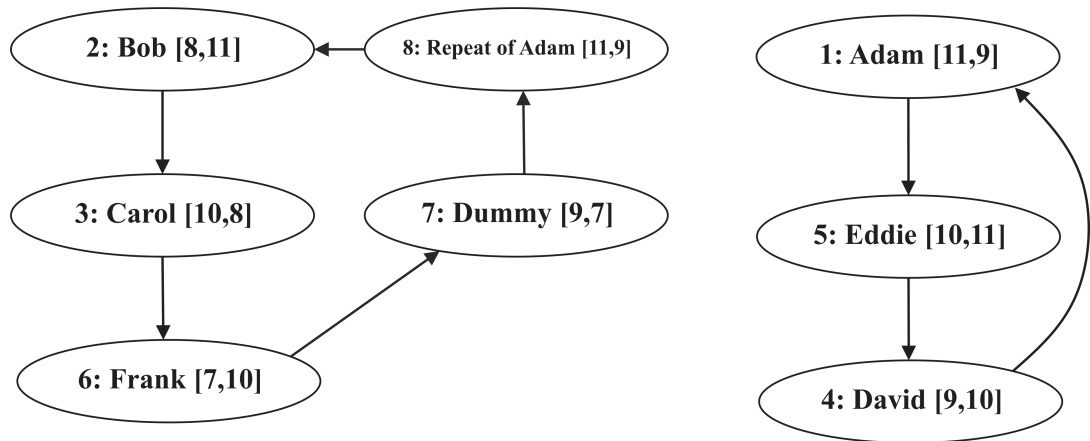 2: Bob [8,11]
8: Repeat of Adam [11,9]
1: Adam [11,9]
3: Carol [10,8]
7: Dummy [9,7]
5: Eddie [10,11]
6: Frank [7,10]
4: David [9,10]